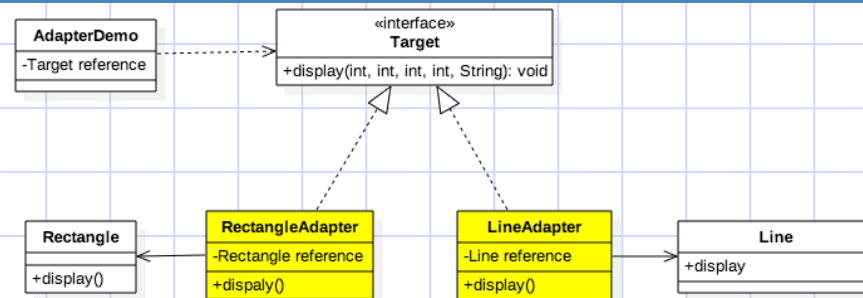 AdapterDemo
-Target reference
«interface»
Target
+display(int, int, int, int, String): void
Rectangle
+display()
RectangleAdapter
-Rectangle reference
+dispaly()
LineAdapter
-Line reference
+display()
Line
+display